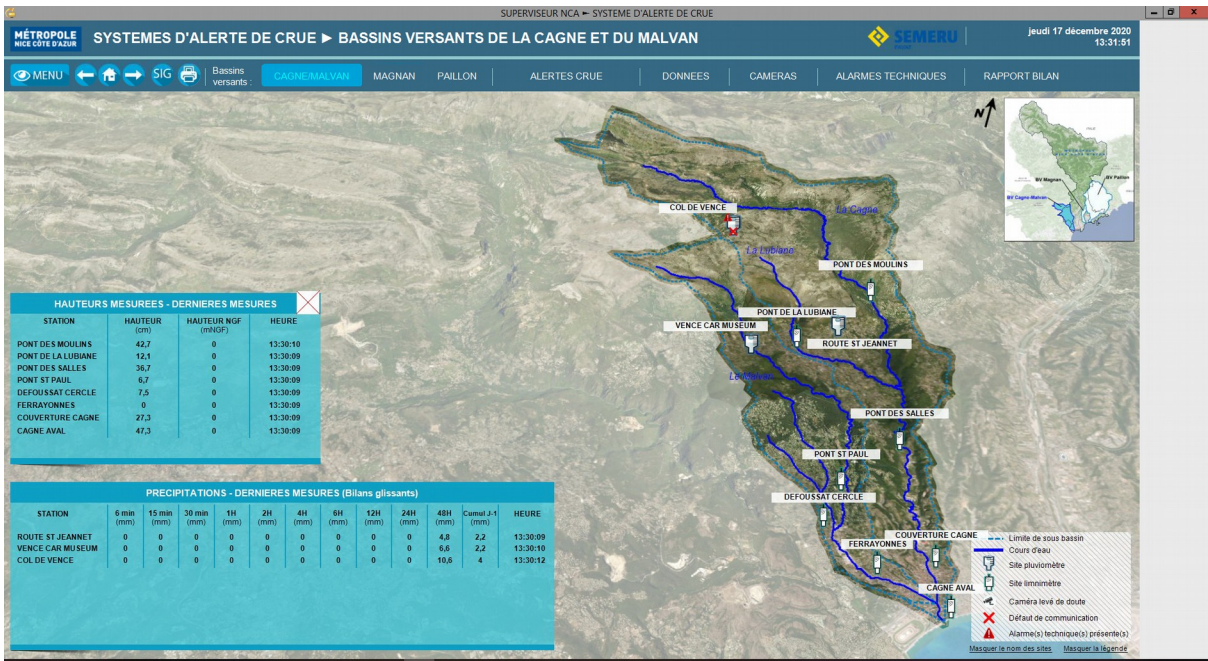 SUPERVISEUR NCA ► SYSTEME D'ALERTE DE CRUE
MÉTROPOLE
NICE CÔTE D'AZUR
SYSTEMES D'ALERTE DE CRUE ► BASSINS VERSANTS DE LA CAGNE ET DU MALVAN
SEMERU
jeudi 17 décembre 2020
13:31:51
MENU
SIG
Bassins versants :
CAGNE/MALVAN
MAGNAN
PAILLON
ALERTES CRUE
DONNEES
CAMERAS
ALARMES TECHNIQUES
RAPPORT BILAN
N
BV Magnan
BV Paillon
BV Cagne-Malvan
COL DE VENCE
La Cagne
La Lubiane
PONT DES MOULINS
PONT DE LA LUBIANE
VENCE CAR MUSEUM
ROUTE ST JEANNET
PONT DES SALLES
PONT ST PAUL
DEFOUSSAT CERCLE
COUVERTURE CAGNE
FERRAYONNES
CAGNE AVAL
HAUTEURS MESUREES - DERNIERES MESURES
STATION HAUTEUR (cm) HAUTEUR NGF (mNGF) HEURE
PONT DES MOULINS 42,7 0 13:30:10
PONT DE LA LUBIANE 12,1 0 13:30:09
PONT DES SALLES 36,7 0 13:30:09
PONT ST PAUL 6,7 0 13:30:09
DEFOUSSAT CERCLE 7,5 0 13:30:09
FERRAYONNES 0 0 13:30:09
COUVERTURE CAGNE 27,3 0 13:30:09
CAGNE AVAL 47,3 0 13:30:09
PRECIPITATIONS - DERNIERES MESURES (Bilans glissants)
STATION 6 min (mm) 15 min (mm) 30 min (mm) 1H (mm) 2H (mm) 4H (mm) 6H (mm) 12H (mm) 24H (mm) 48H (mm) Cumul J-1 (mm) HEURE
ROUTE ST JEANNET 0 0 0 0 0 0 0 0 0 4,8 2,2 13:30:09
VENCE CAR MUSEUM 0 0 0 0 0 0 0 0 0 6,6 2,2 13:30:10
COL DE VENCE 0 0 0 0 0 0 0 0 0 10,6 4 13:30:12
Limite de sous bassin
Cours d'eau
Site pluviomètre
Site limnimètre
Caméra levé de doute
Défaut de communication
Alarme(s) technique(s) présente(s)
Masquer le nom des sites
Masquer la légende